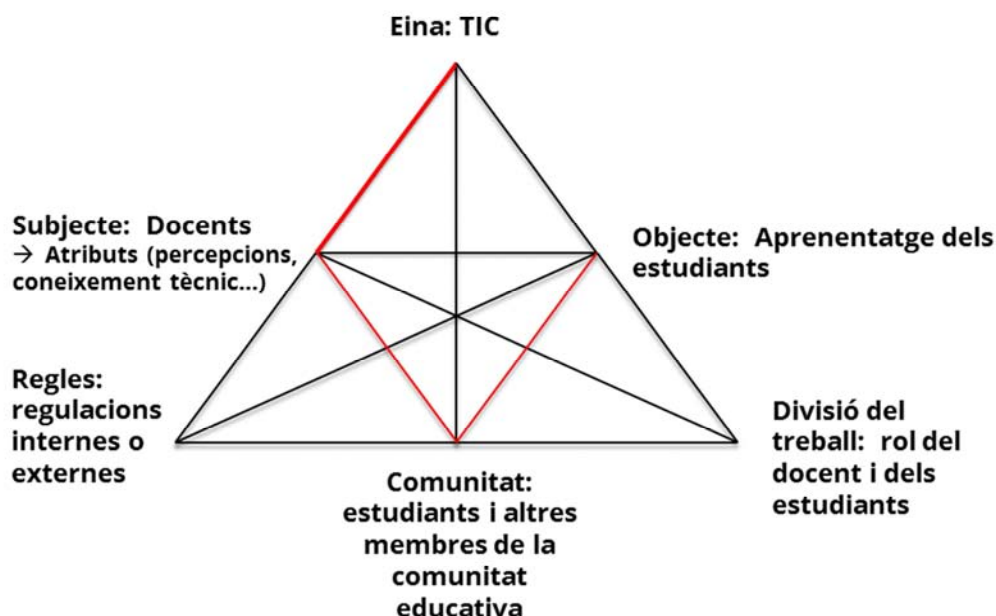 Eina: TIC
Subjecte: Docents
→ Atributs (percepcions,
coneixement tècnic...)
Objecte: Aprenentatge dels
estudiants
Regles:
regulacions
internes o
externes
Comunitat:
estudiants i altres
membres de la
comunitat
educativa
Divisió del
treball: rol del
docent i dels
estudiants